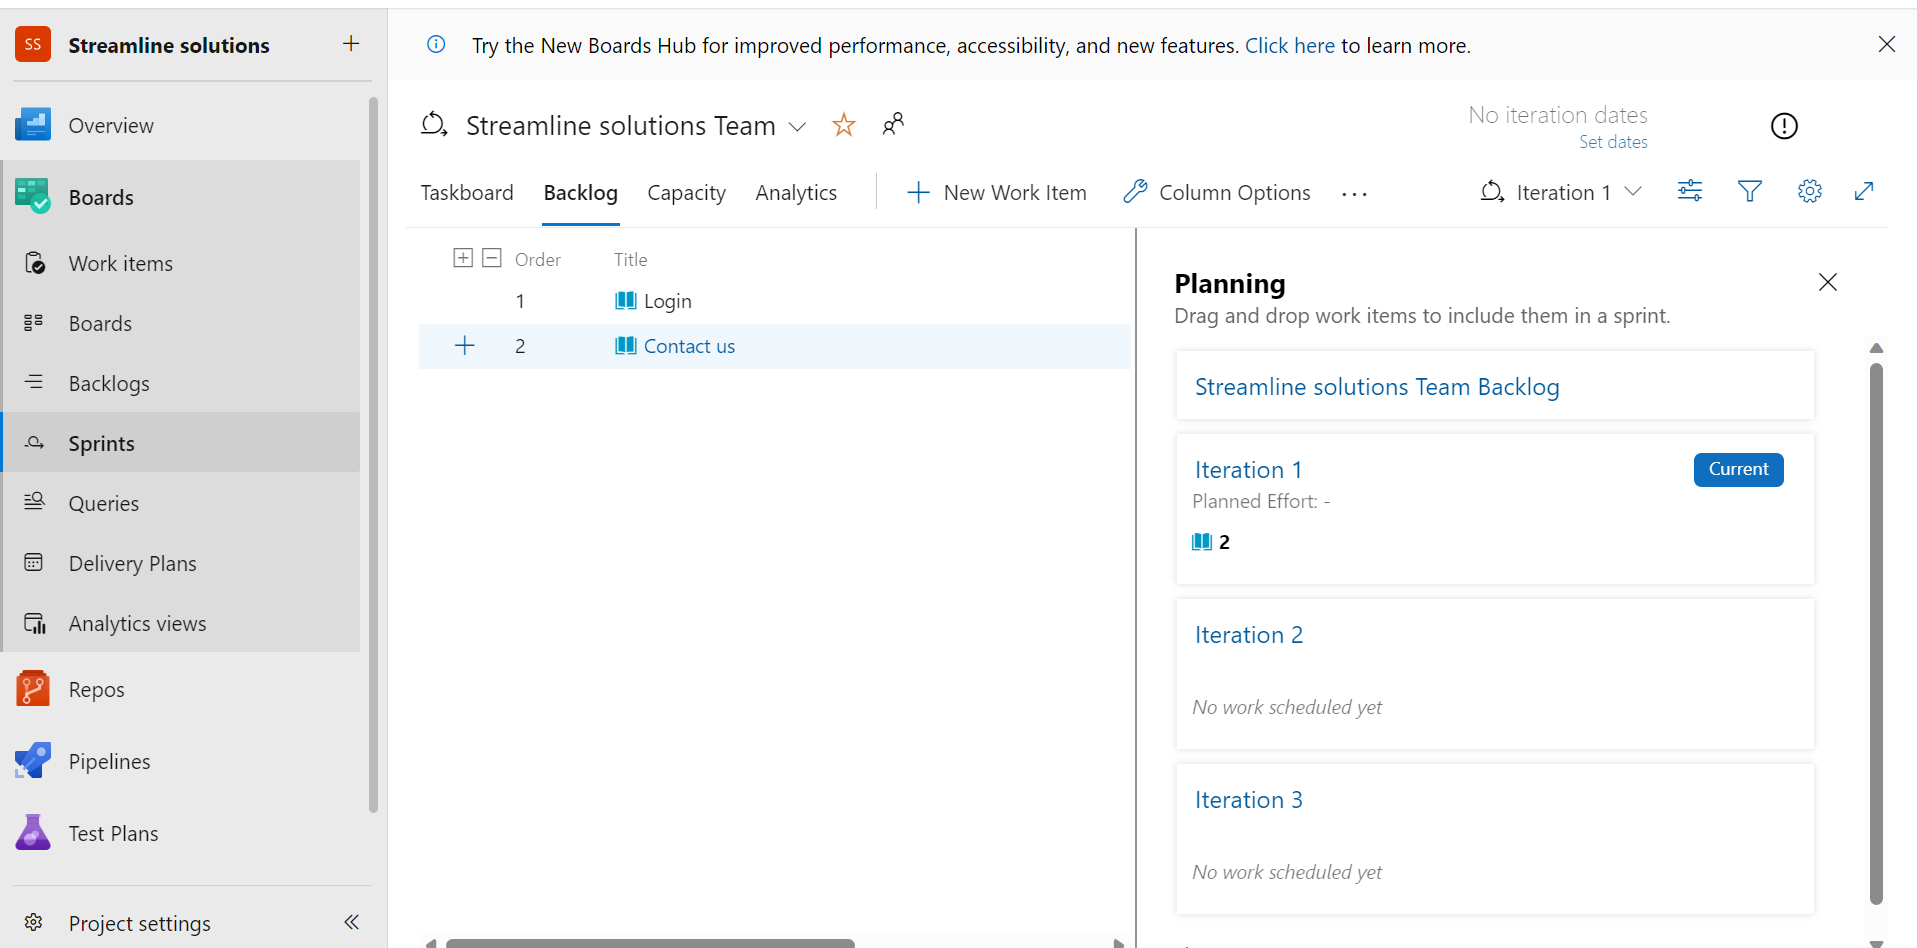 SS Streamline solutions
Overview
Boards
Work items
Boards
Backlogs
Sprints
Queries
Delivery Plans
Analytics views
Repos
Pipelines
Test Plans
Project settings
Try the New Boards Hub for improved performance, accessibility, and new features. Click here to learn more.
Streamline solutions Team
No iteration dates
Set dates
Taskboard Backlog Capacity Analytics New Work Item Column Options Iteration 1
Order Title
1 Login
2 Contact us
Planning
Drag and drop work items to include them in a sprint.
Streamline solutions Team Backlog
Iteration 1 Current
Planned Effort: -
2
Iteration 2
No work scheduled yet
Iteration 3
No work scheduled yet